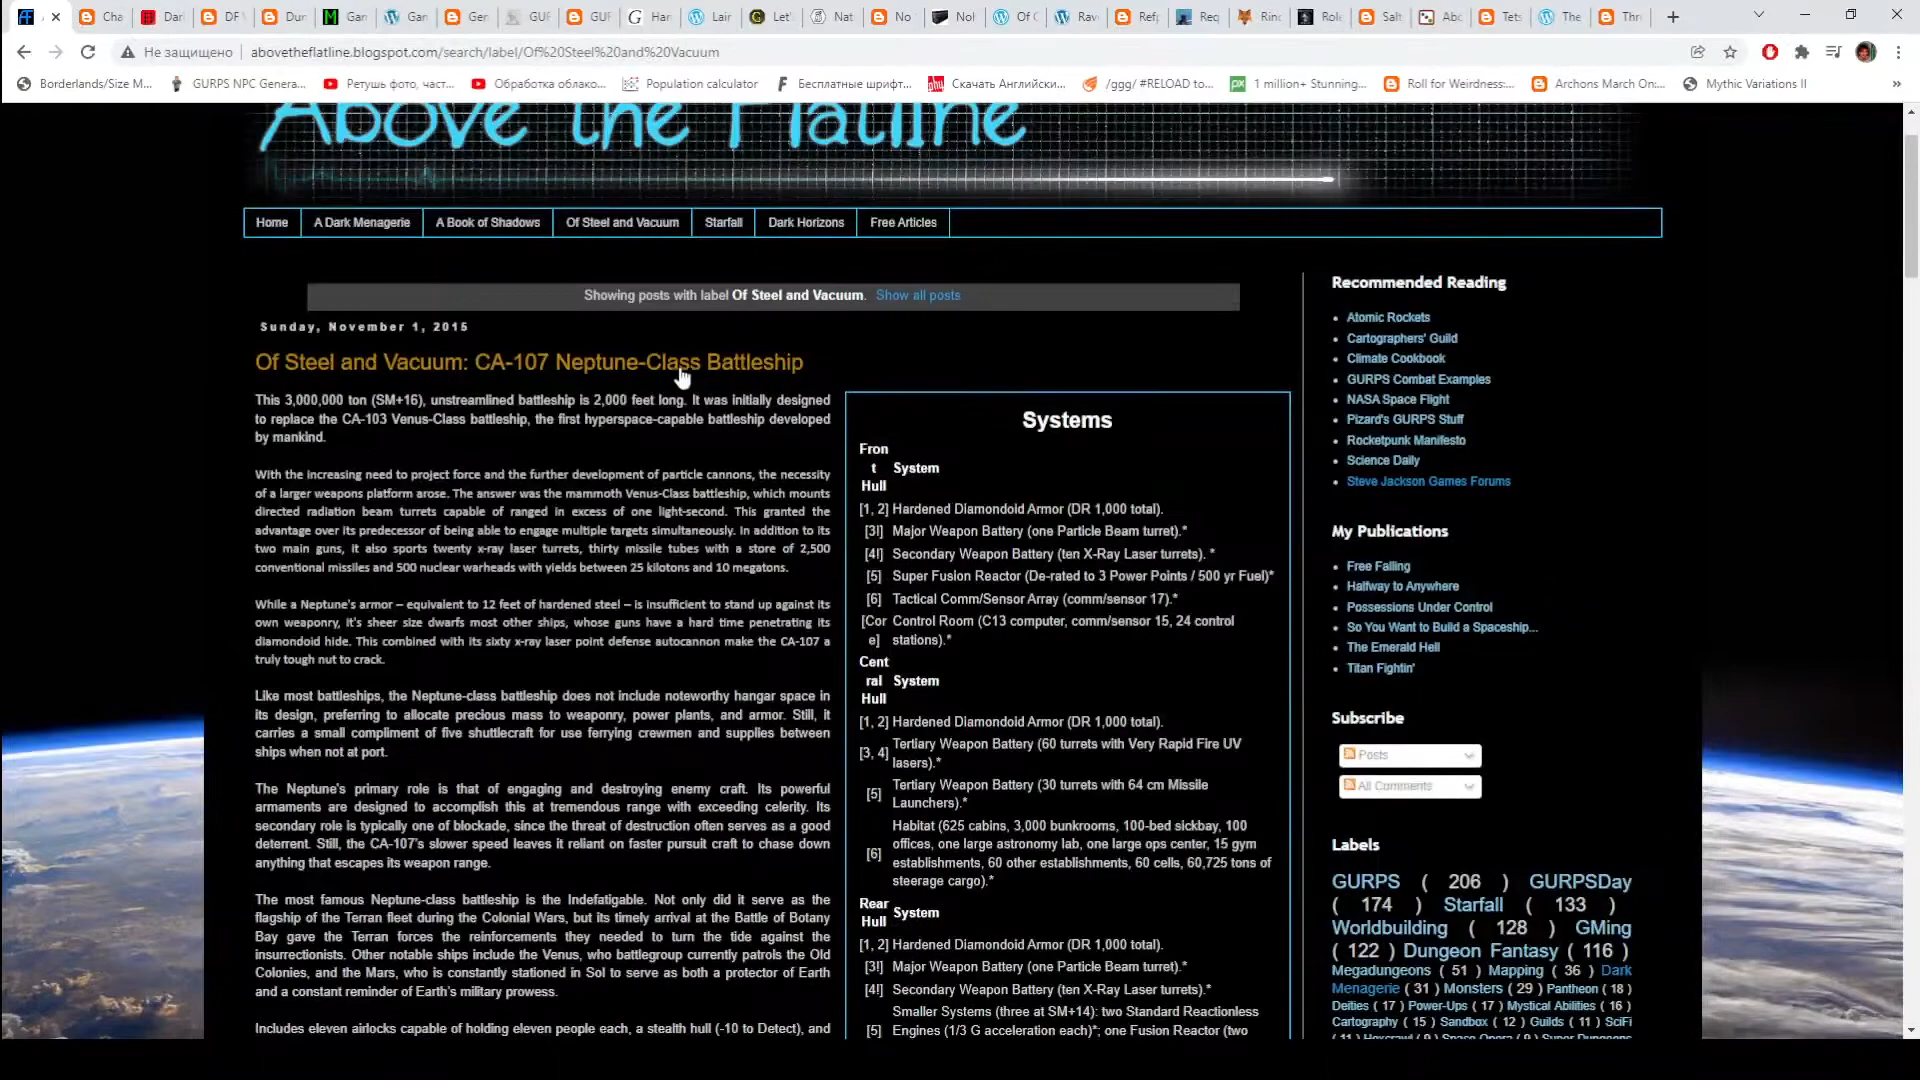 Cha
Dar
DF
Dur
Gar
Gar
Ger
GUF
GUF
Har
Lair
Let'
Nat
No
Nol
Of C
Rav
Ref
Req
Rinc
Role
Salt
Abc
Tets
The
Thr
Не защищено abovetheflatline.blogspot.com/search/label/Of%20Steel%20and%20Vacuum
Borderlands/Size M...
GURPS NPC Genera...
Ретушь фото, част...
Обработка облако...
Population calculator
Бесплатные шрифт...
Скачать Английски...
/ggg/ #RELOAD to...
1 million+ Stunning...
Roll for Weirdness:...
Archons March On:...
Mythic Variations II
»
Above the Flatline
Home
A Dark Menagerie
A Book of Shadows
Of Steel and Vacuum
Starfall
Dark Horizons
Free Articles
Showing posts with label Of Steel and Vacuum. Show all posts
Sunday, November 1, 2015
Of Steel and Vacuum: CA-107 Neptune-Class Battleship
This 3,000,000 ton (SM+16), unstreamlined battleship is 2,000 feet long. It was initially designed
to replace the CA-103 Venus-Class battleship, the first hyperspace-capable battleship developed
by mankind.
With the increasing need to project force and the further development of particle cannons, the necessity
of a larger weapons platform arose. The answer was the mammoth Venus-Class battleship, which mounts
directed radiation beam turrets capable of ranged in excess of one light-second. This granted the
advantage over its predecessor of being able to engage multiple targets simultaneously. In addition to its
two main guns, it also sports twenty x-ray laser turrets, thirty missile tubes with a store of 2,500
conventional missiles and 500 nuclear warheads with yields between 25 kilotons and 10 megatons.
While a Neptune's armor – equivalent to 12 feet of hardened steel – is insufficient to stand up against its
own weaponry, it's sheer size dwarfs most other ships, whose guns have a hard time penetrating its
diamondoid hide. This combined with its sixty x-ray laser point defense autocannon make the CA-107 a
truly tough nut to crack.
Like most battleships, the Neptune-class battleship does not include noteworthy hangar space in
its design, preferring to allocate precious mass to weaponry, power plants, and armor. Still, it
carries a small compliment of five shuttlecraft for use ferrying crewmen and supplies between
ships when not at port.
The Neptune's primary role is that of engaging and destroying enemy craft. Its powerful
armaments are designed to accomplish this at tremendous range with exceeding celerity. Its
secondary role is typically one of blockade, since the threat of destruction often serves as a good
deterrent. Still, the CA-107's slower speed leaves it reliant on faster pursuit craft to chase down
anything that escapes its weapon range.
The most famous Neptune-class battleship is the Indefatigable. Not only did it serve as the
flagship of the Terran fleet during the Colonial Wars, but its timely arrival at the Battle of Botany
Bay gave the Terran forces the reinforcements they needed to turn the tide against the
insurrectionists. Other notable ships include the Venus, who battlegroup currently patrols the Old
Colonies, and the Mars, who is constantly stationed in Sol to serve as both a protector of Earth
and a constant reminder of Earth's military prowess.
Includes eleven airlocks capable of holding eleven people each, a stealth hull (-10 to Detect), and
Systems
Fron
t System
Hull
[1, 2] Hardened Diamondoid Armor (DR 1,000 total).
[3!] Major Weapon Battery (one Particle Beam turret).*
[4!] Secondary Weapon Battery (ten X-Ray Laser turrets). *
[5] Super Fusion Reactor (De-rated to 3 Power Points / 500 yr Fuel)*
[6] Tactical Comm/Sensor Array (comm/sensor 17).*
[Cor Control Room (C13 computer, comm/sensor 15, 24 control
e] stations).*
Cent
ral System
Hull
[1, 2] Hardened Diamondoid Armor (DR 1,000 total).
Tertiary Weapon Battery (60 turrets with Very Rapid Fire UV
[3, 4] lasers).*
Tertiary Weapon Battery (30 turrets with 64 cm Missile
[5] Launchers).*
Habitat (625 cabins, 3,000 bunkrooms, 100-bed sickbay, 100
offices, one large astronomy lab, one large ops center, 15 gym
[6] establishments, 60 other establishments, 60 cells, 60,725 tons of
steerage cargo).*
Rear
Hull System
[1, 2] Hardened Diamondoid Armor (DR 1,000 total).
[3!] Major Weapon Battery (one Particle Beam turret).*
[4!] Secondary Weapon Battery (ten X-Ray Laser turrets).*
Smaller Systems (three at SM+14): two Standard Reactionless
[5] Engines (1/3 G acceleration each)*; one Fusion Reactor (two
Recommended Reading
Atomic Rockets
Cartographers' Guild
Climate Cookbook
GURPS Combat Examples
NASA Space Flight
Pizard's GURPS Stuff
Rocketpunk Manifesto
Science Daily
Steve Jackson Games Forums
My Publications
Free Falling
Halfway to Anywhere
Possessions Under Control
So You Want to Build a Spaceship...
The Emerald Hell
Titan Fightin'
Subscribe
Posts
All Comments
Labels
GURPS ( 206 ) GURPSDay
( 174 ) Starfall ( 133 )
Worldbuilding ( 128 ) GMing
( 122 ) Dungeon Fantasy ( 116 )
Megadungeons ( 51 ) Mapping ( 36 ) Dark
Menagerie ( 31 ) Monsters ( 29 ) Pantheon ( 18 )
Deities ( 17 ) Power-Ups ( 17 ) Mystical Abilities ( 16 )
Cartography ( 15 ) Sandbox ( 12 ) Guilds ( 11 ) SciFi
( 11 ) Hexcrawl ( 9 ) Space Opera ( 9 ) Super Dungeons